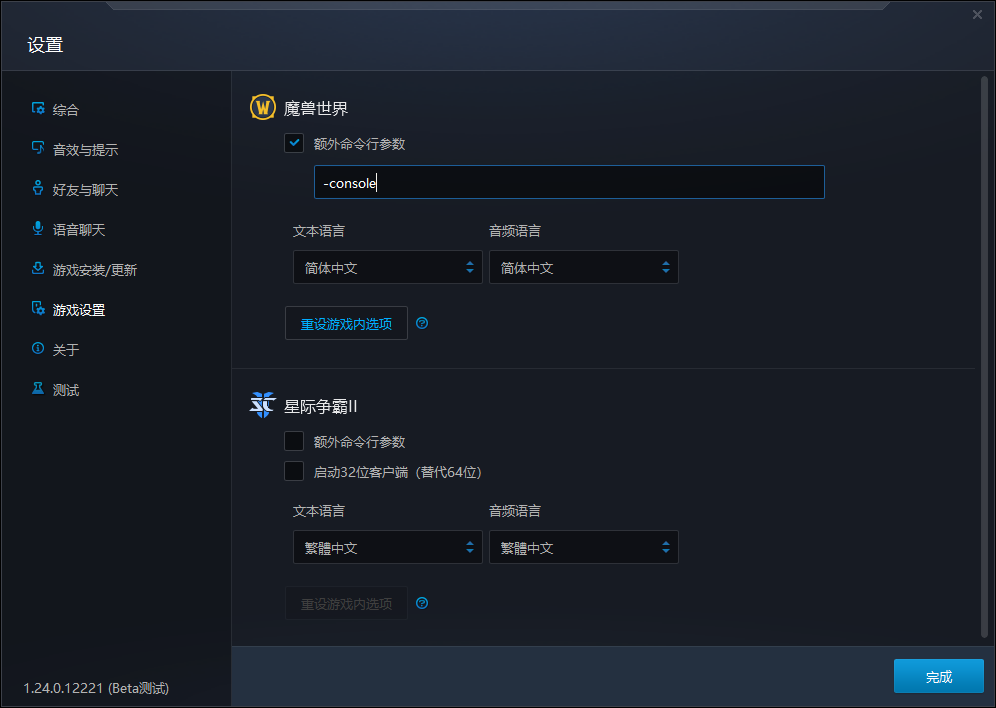 设置
综合
音效与提示
好友与聊天
语音聊天
游戏安装/更新
游戏设置
关于
测试
1.24.0.12221 (Beta测试)
魔兽世界
额外命令行参数
-console
文本语言 音频语言
简体中文 简体中文
重设游戏内选项
星际争霸II
额外命令行参数
启动32位客户端（替代64位）
文本语言 音频语言
繁體中文 繁體中文
重设游戏内选项
完成